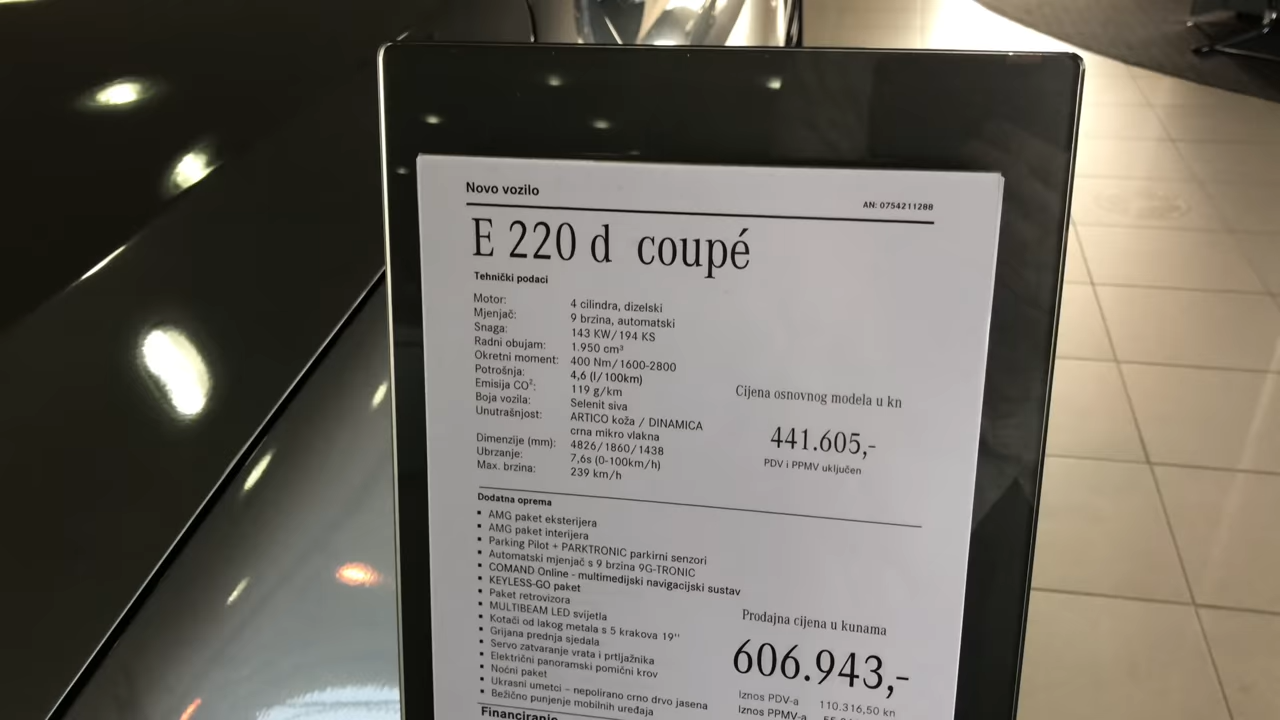 Novo vozilo
AN: 0754211288
E 220 d coupé
Tehnički podaci
Motor: 4 cilindra, dizelski
Mjenjač: 9 brzina, automatski
Snaga: 143 KW/194 KS
Radni obujam: 1.950 cm³
Okretni moment: 400 Nm/1600-2800
Potrošnja: 4,6 (l/100km)
Emisija CO²: 119 g/km
Boja vozila: Selenit siva
Unutrašnjost: ARTICO koža / DINAMICA
crna mikro vlakna
Dimenzije (mm): 4826/1860/1438
Ubrzanje: 7,6s (0-100km/h)
Max. brzina: 239 km/h
Cijena osnovnog modela u kn
441.605,-
PDV i PPMV uključen
Dodatna oprema
▪ AMG paket eksterijera
▪ AMG paket interijera
▪ Parking Pilot + PARKTRONIC parkirni senzori
▪ Automatski mjenjač s 9 brzina 9G-TRONIC
▪ COMAND Online - multimedijski navigacijski sustav
▪ KEYLESS-GO paket
▪ Paket retrovizora
▪ MULTIBEAM LED svijetla
▪ Kotači od lakog metala s 5 krakova 19''
▪ Grijana prednja sjedala
▪ Servo zatvaranje vrata i prtljažnika
▪ Električni panoramski pomični krov
▪ Noćni paket
▪ Ukrasni umetci – nepolirano crno drvo jasena
▪ Bežično punjenje mobilnih uređaja
Prodajna cijena u kunama
606.943,-
Iznos PDV-a 110.316,50 kn
Iznos PPMV-a
Financiranje